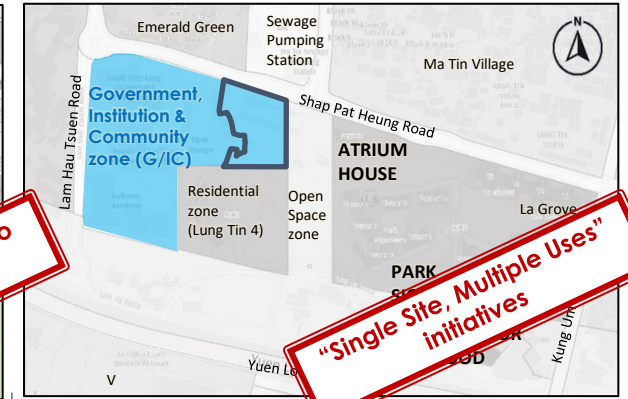 Emerald Green
Sewage
Pumping
Station
N
Ma Tin Village
Shap Pat Heung Road
Lam Hau Tsuen Road
Government,
Institution &
Community
zone (G/IC)
ATRIUM
HOUSE
Residential
zone
(Lung Tin 4)
Open
Space
zone
La Grove
PARK
"Single Site, Multiple Uses"
initiatives
Kung Um
Yuen Lo
V